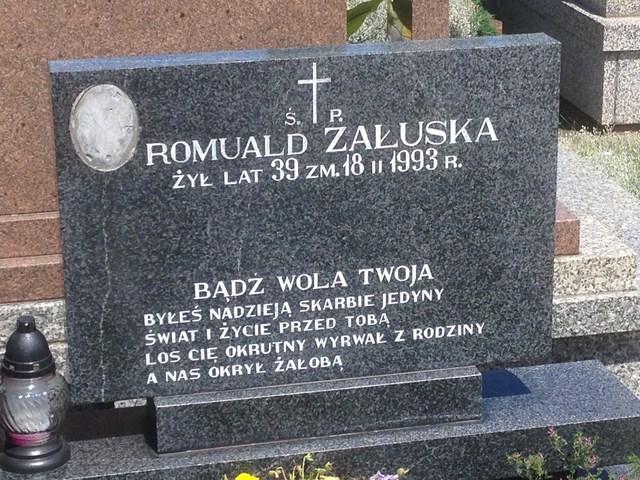 Ś. P.
ROMUALD ZAŁUSKA
ŻYŁ LAT 39 ZM. 18 II 1993 R.
BĄDŹ WOLA TWOJA
BYŁEŚ NADZIEJĄ SKARBIE JEDYNY
ŚWIAT I ŻYCIE PRZED TOBĄ
LOS CIĘ OKRUTNY WYRWAŁ Z RODZINY
A NAS OKRYŁ ŻAŁOBĄ